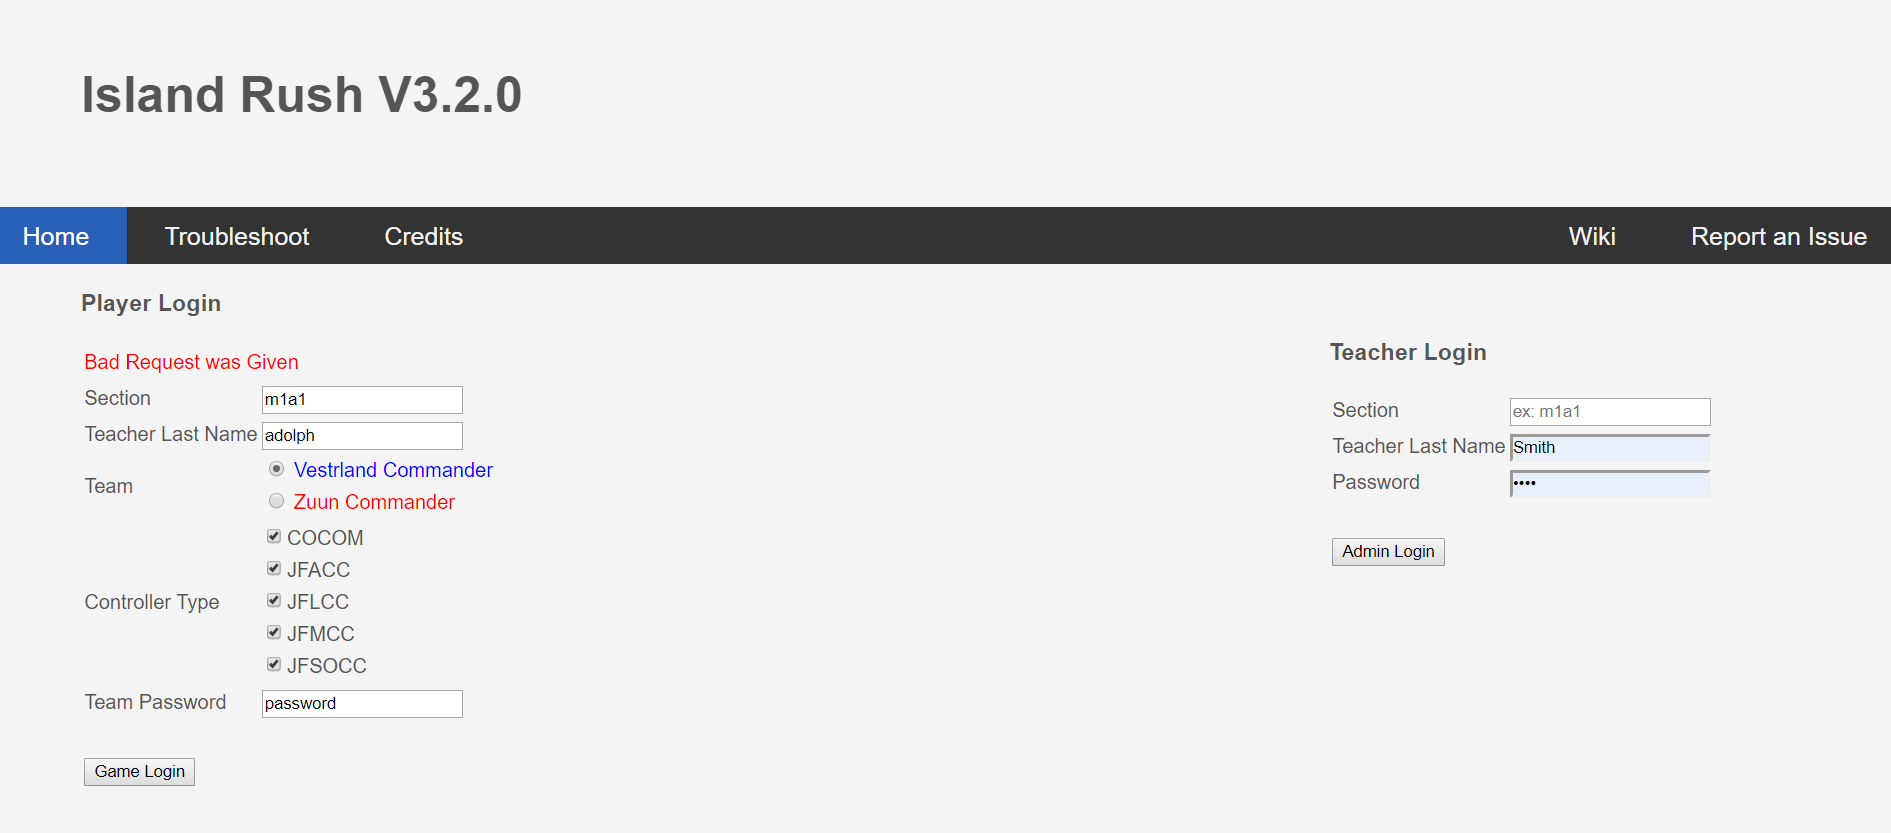 Island Rush V3.2.0
Home Troubleshoot Credits Wiki Report an Issue
Player Login
Bad Request was Given
Section m1a1
Teacher Last Name adolph
Team
Vestrland Commander
Zuun Commander
Controller Type
COCOM
JFACC
JFLCC
JFMCC
JFSOCC
Team Password password
Game Login
Teacher Login
Section ex: m1a1
Teacher Last Name Smith
Password ••••
Admin Login